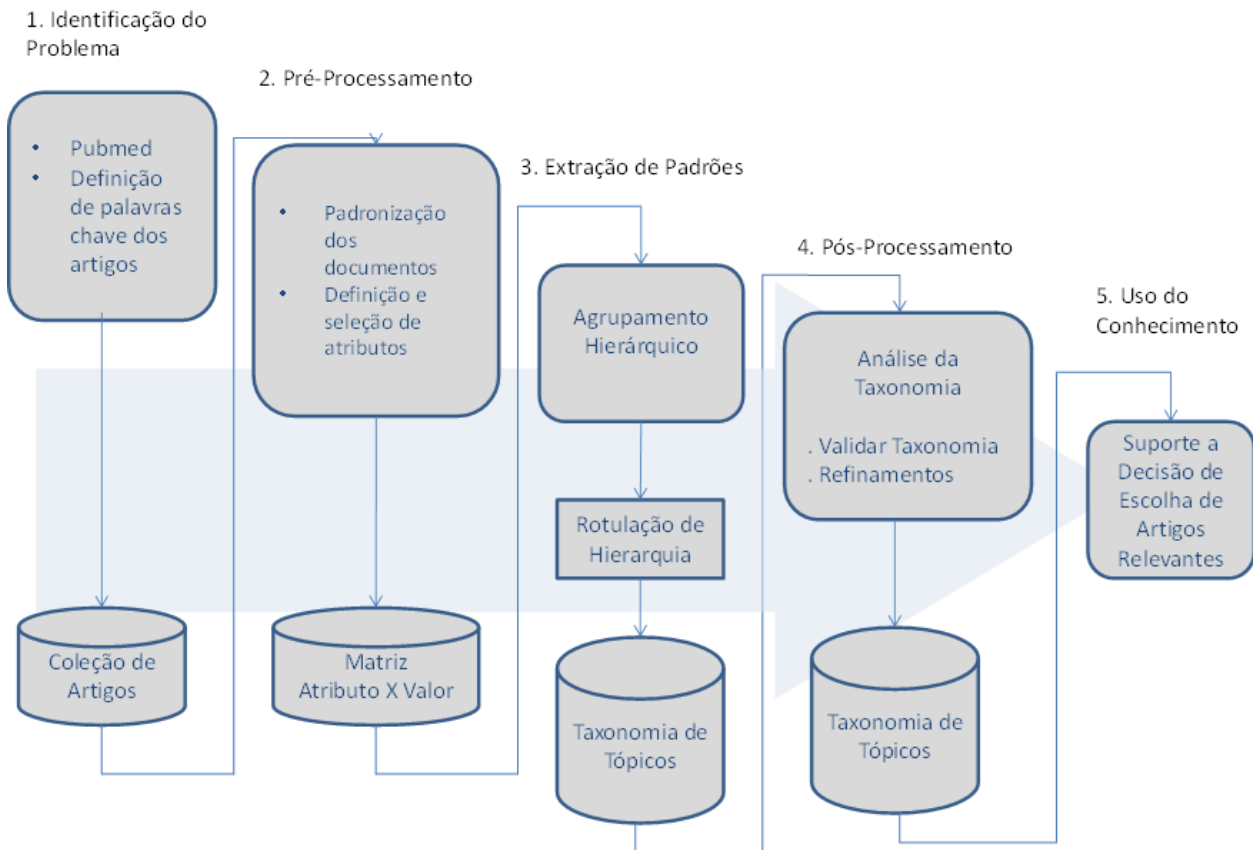 1. Identificação do
Problema
• Pubmed
• Definição
de palavras
chave dos
artigos
Coleção de
Artigos
2. Pré-Processamento
• Padronização
dos
documentos
• Definição e
seleção de
atributos
Matriz
Atributo X Valor
3. Extração de Padrões
Agrupamento
Hierárquico
Rotulação de
Hierarquia
Taxonomia de
Tópicos
4. Pós-Processamento
Análise da
Taxonomia
. Validar Taxonomia
. Refinamentos
Taxonomia de
Tópicos
5. Uso do
Conhecimento
Suporte a
Decisão de
Escolha de
Artigos
Relevantes